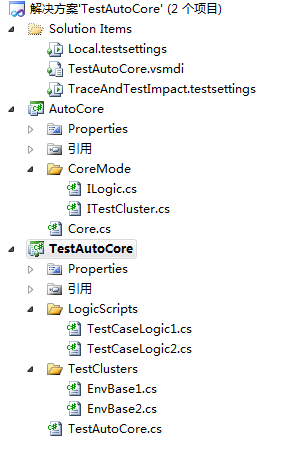 解决方案'TestAutoCore' (2 个项目)
Solution Items
Local.testsettings
TestAutoCore.vsmdi
TraceAndTestImpact.testsettings
AutoCore
Properties
引用
CoreMode
ILogic.cs
ITestCluster.cs
Core.cs
TestAutoCore
Properties
引用
LogicScripts
TestCaseLogic1.cs
TestCaseLogic2.cs
TestClusters
EnvBase1.cs
EnvBase2.cs
TestAutoCore.cs